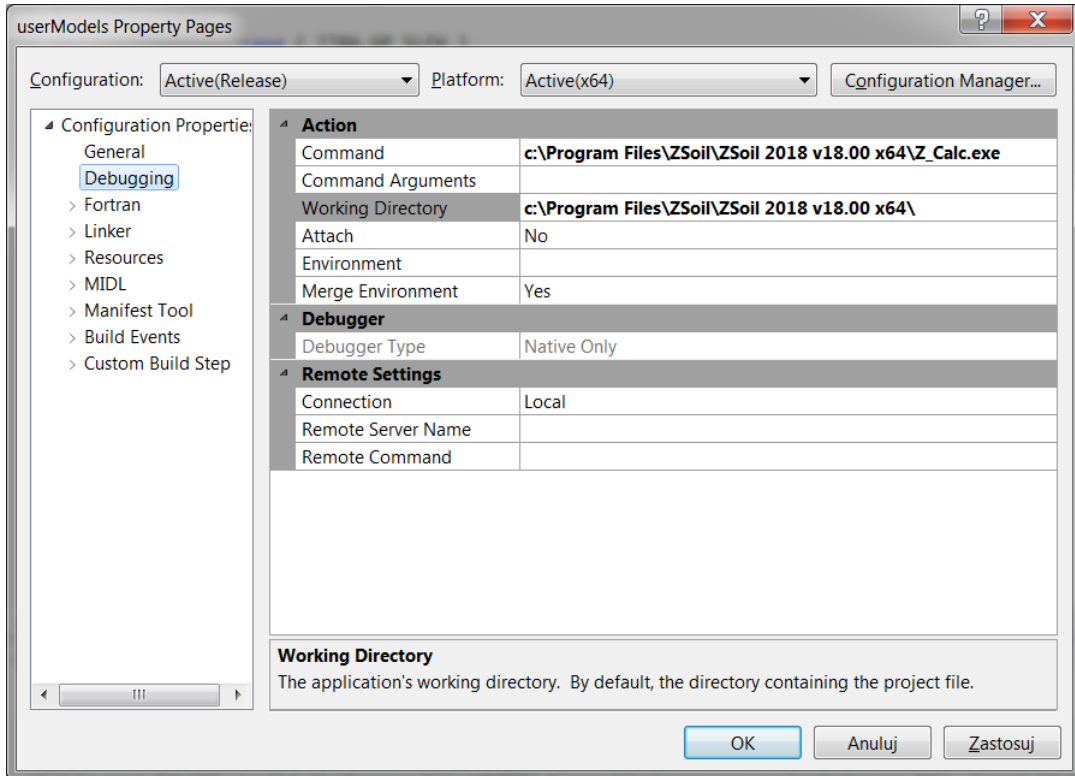 userModels Property Pages
Configuration: Active(Release) Platform: Active(x64) Configuration Manager...
Configuration Propertie
General
Debugging
Fortran
Linker
Resources
MIDL
Manifest Tool
Build Events
Custom Build Step
Action
Command c:\Program Files\ZSoil\ZSoil 2018 v18.00 x64\Z_Calc.exe
Command Arguments
Working Directory c:\Program Files\ZSoil\ZSoil 2018 v18.00 x64\
Attach No
Environment
Merge Environment Yes
Debugger
Debugger Type Native Only
Remote Settings
Connection Local
Remote Server Name
Remote Command
Working Directory
The application's working directory. By default, the directory containing the project file.
OK Anuluj Zastosuj